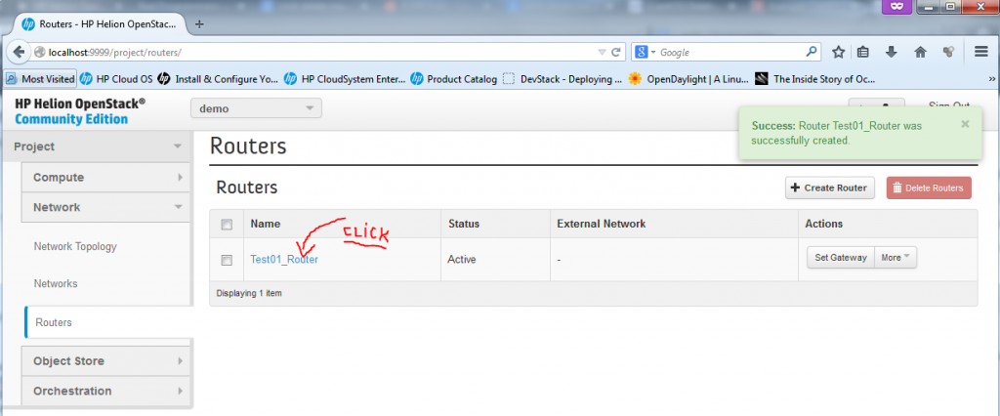 Routers - HP Helion OpenStac...
localhost:9999/project/routers/
Google
Most Visited
HP Cloud OS
Install & Configure Yo...
HP CloudSystem Enter...
Product Catalog
DevStack - Deploying ...
OpenDaylight | A Linu...
The Inside Story of Oc...
HP Helion OpenStack®
Community Edition
demo
Sign Out
Success: Router Test01_Router was
successfully created.
Project
Compute
Network
Network Topology
Networks
Routers
Object Store
Orchestration
Routers
Routers
Create Router
Delete Routers
Name Status External Network Actions
CLICK
Test01_Router Active - Set Gateway More
Displaying 1 item